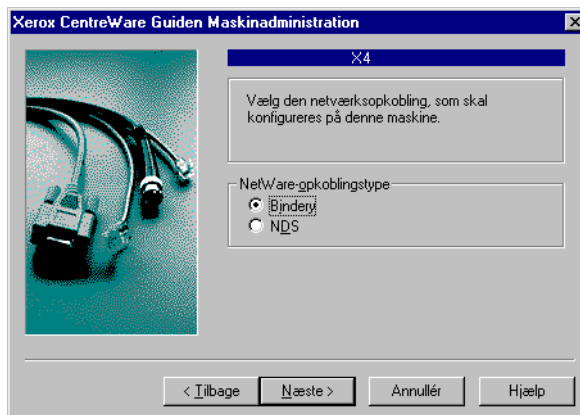 Xerox CentreWare Guiden Maskinadministration
X4
Vælg den netværksopkobling, som skal
konfigureres på denne maskine.
NetWare-opkoblingstype
Bindery
NDS
< Tilbage
Næste >
Annullér
Hjælp